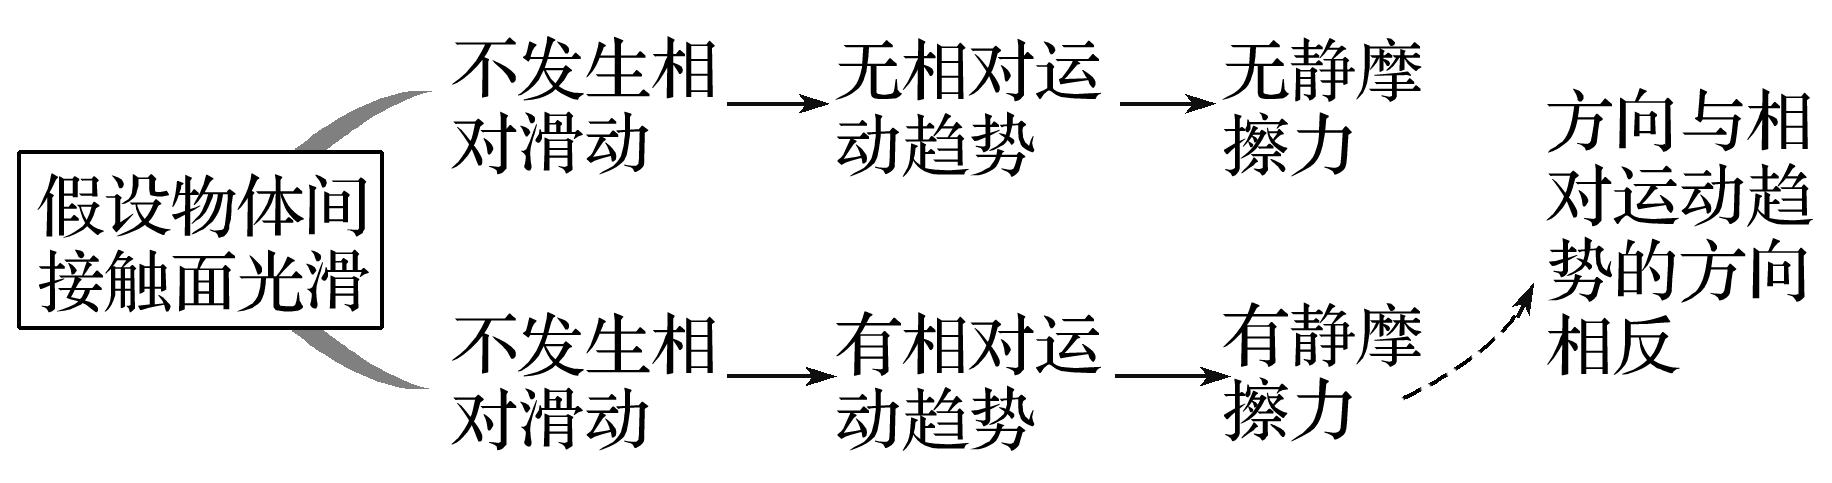 假设物体间
接触面光滑
不发生相
对滑动
无相对运
动趋势
无静摩
擦力
不发生相
对滑动
有相对运
动趋势
有静摩
擦力
方向与相
对运动趋
势的方向
相反